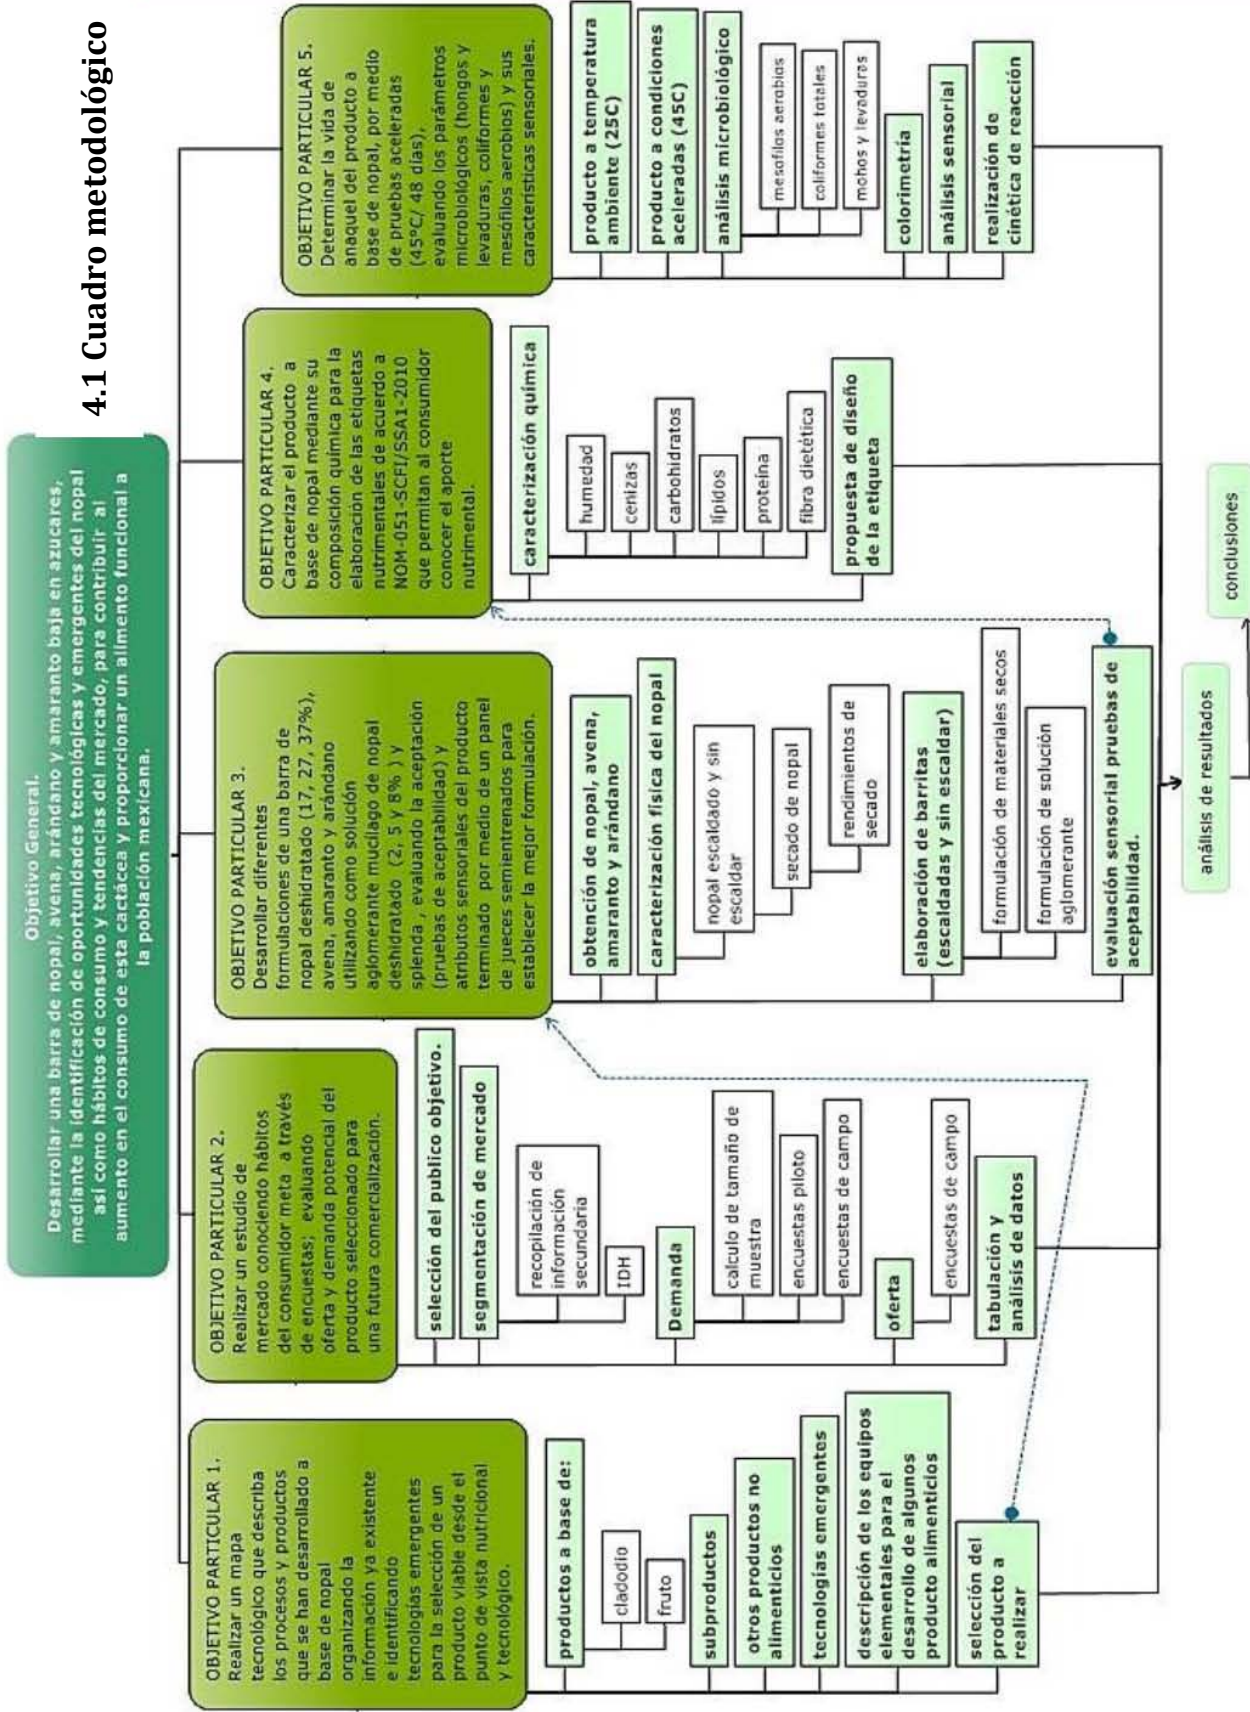 4.1 Cuadro metodológico
Objetivo General.
Desarrollar una barra de nopal, avena, arándano y amaranto baja en azucares,
mediante la identificación de oportunidades tecnológicas y emergentes del nopal
así como hábitos de consumo y tendencias del mercado, para contribuir al
aumento en el consumo de esta cactácea y proporcionar un alimento funcional a
la población mexicana.
OBJETIVO PARTICULAR 1.
Realizar un mapa
tecnológico que describa
los procesos y productos
que se han desarrollado a
base de nopal
organizando la
información ya existente
e identificando
tecnologías emergentes
para la selección de un
producto viable desde el
punto de vista nutricional
y tecnológico.
productos a base de:
cladodio
fruto
subproductos
otros productos no
alimenticios
tecnologías emergentes
descripción de los equipos
elementales para el
desarrollo de algunos
producto alimenticios
selección del
producto a
realizar
OBJETIVO PARTICULAR 2.
Realizar un estudio de
mercado conociendo hábitos
del consumidor meta a través
de encuestas; evaluando
oferta y demanda potencial del
producto seleccionado para
una futura comercialización.
selección del publico objetivo.
segmentación de mercado
recopilación de
información
secundaria
IDH
Demanda
calculo de tamaño de
muestra
encuestas piloto
encuestas de campo
oferta
encuestas de campo
tabulación y
análisis de datos
OBJETIVO PARTICULAR 3.
Desarrollar diferentes
formulaciones de una barra de
nopal deshidratado (17, 27, 37%),
avena, amaranto y arándano
utilizando como solución
aglomerante mucilago de nopal
deshidratado (2, 5 y 8% ) y
splenda , evaluando la aceptación
(pruebas de aceptabilidad) y
atributos sensoriales del producto
terminado por medio de un panel
de jueces semientrenados para
establecer la mejor formulación.
obtención de nopal, avena,
amaranto y arándano
caracterización física del nopal
nopal escaldado y sin
escaldar
secado de nopal
rendimientos de
secado
elaboración de barritas
(escaldadas y sin escaldar)
formulación de materiales secos
formulación de solución
aglomerante
evaluación sensorial pruebas de
aceptabilidad.
OBJETIVO PARTICULAR 4.
Caracterizar el producto a
base de nopal mediante su
composición química para la
elaboración de las etiquetas
nutrimentales de acuerdo a
NOM-051-SCFI/SSA1-2010
que permitan al consumidor
conocer el aporte
nutrimental.
caracterización química
humedad
cenizas
carbohidratos
lípidos
proteína
fibra dietética
propuesta de diseño
de la etiqueta
OBJETIVO PARTICULAR 5.
Determinar la vida de
anaquel del producto a
base de nopal, por medio
de pruebas aceleradas
(45°C/ 48 días),
evaluando los parámetros
microbiológicos (hongos y
levaduras, coliformes y
mesófilos aerobios) y sus
características sensoriales.
producto a temperatura
ambiente (25C)
producto a condiciones
aceleradas (45C)
análisis microbiológico
mesofilos aerobios
coliformes totales
mohos y levaduras
colorimetría
análisis sensorial
realización de
cinética de reacción
análisis de resultados
conclusiones